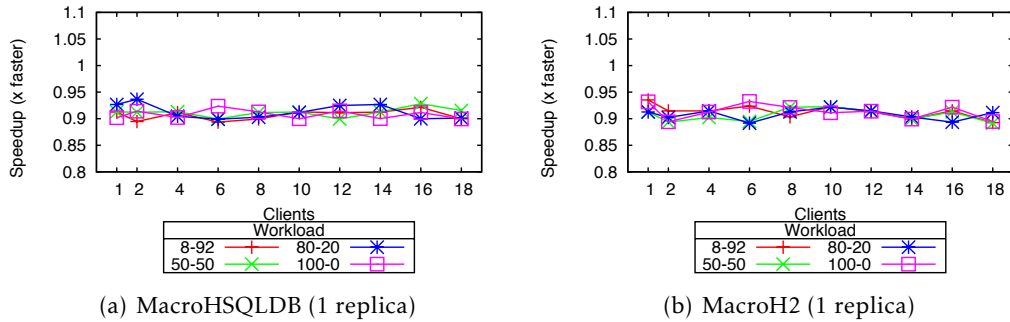 1.1
1.05
1
0.95
0.9
0.85
0.8
Speedup (x faster)
1 2 4 6 8 10 12 14 16 18
Clients
Workload
8-92 80-20
50-50 100-0
(a) MacroHSQLDB (1 replica)
1.1
1.05
1
0.95
0.9
0.85
0.8
Speedup (x faster)
1 2 4 6 8 10 12 14 16 18
Clients
Workload
8-92 80-20
50-50 100-0
(b) MacroH2 (1 replica)